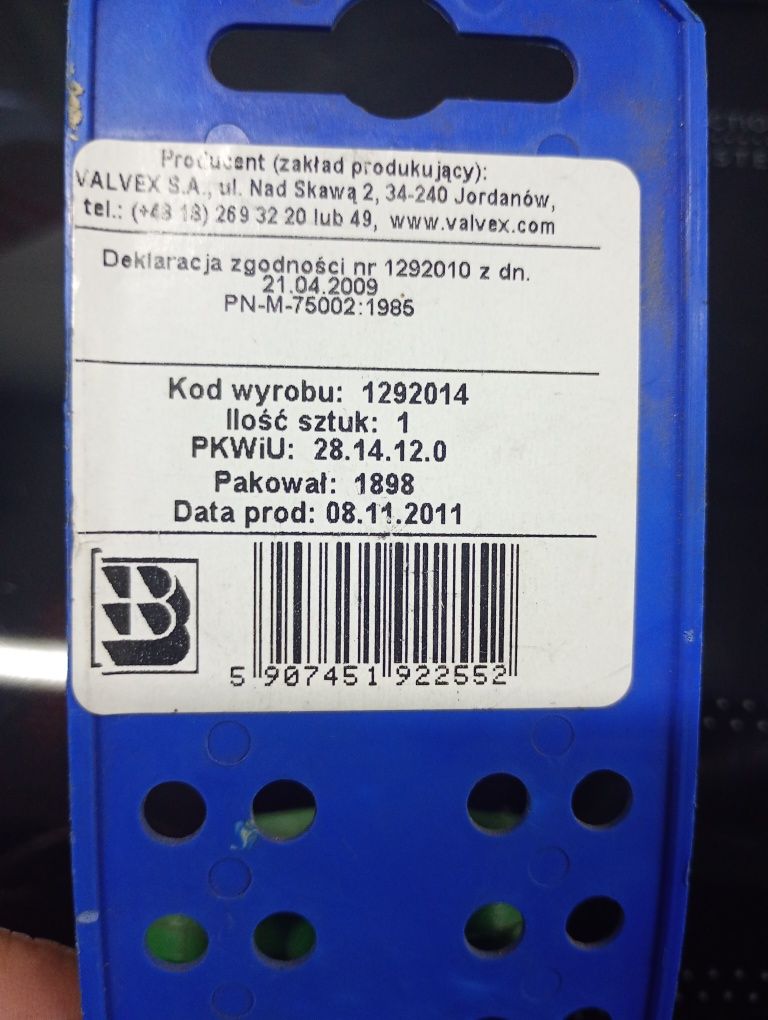 Producent (zakład produkujący):
VALVEX S.A., ul. Nad Skawą 2, 34-240 Jordanów,
tel.: (+48 18) 269 32 20 lub 49, www.valvex.com
Deklaracja zgodności nr 1292010 z dn.
21.04.2009
PN-M-75002:1985
Kod wyrobu: 1292014
Ilość sztuk: 1
PKWiU: 28.14.12.0
Pakował: 1898
Data prod: 08.11.2011
5 907451 922552